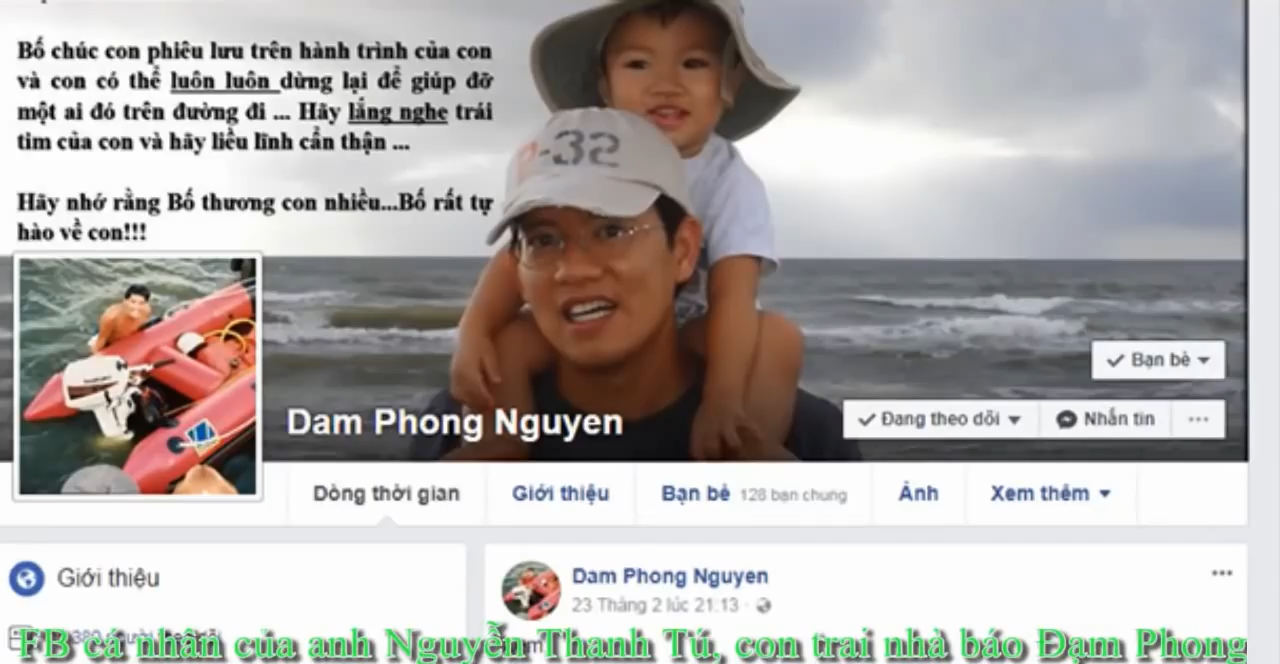 Bố chúc con phiêu lưu trên hành trình của con
và con có thể luôn luôn dừng lại để giúp đỡ
một ai đó trên đường đi ... Hãy lắng nghe trái
tim của con và hãy liều lĩnh cẩn thận ...
Hãy nhớ rằng Bố thương con nhiều...Bố rất tự
hào về con!!!
-32
Bạn bè
Dam Phong Nguyen
Đang theo dõi
Nhắn tin
Dòng thời gian
Giới thiệu
Bạn bè 128 bạn chung
Ảnh
Xem thêm
Giới thiệu
Dam Phong Nguyen
23 Tháng 2 lúc 21:13
FB cá nhân của anh Nguyễn Thanh Tú, con trai nhà báo Đạm Phong